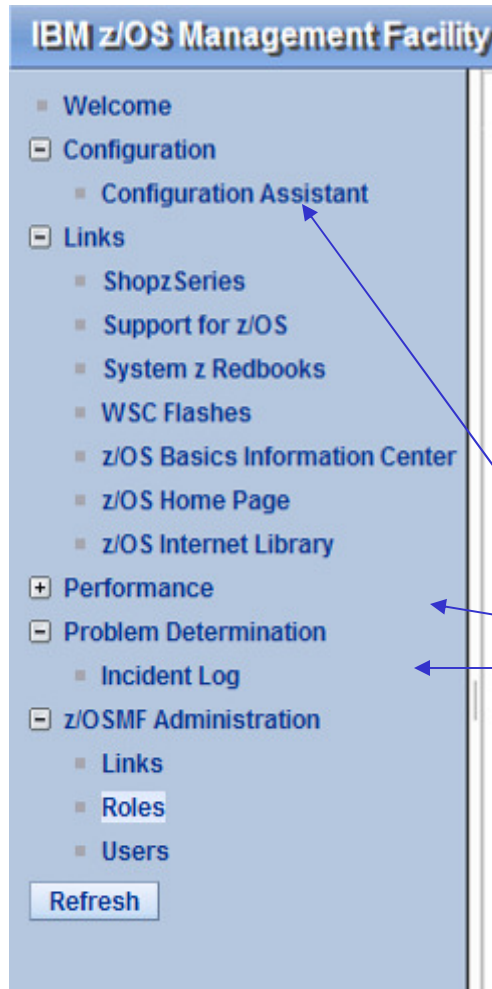 IBM z/OS Management Facility
Welcome
Configuration
Configuration Assistant
Links
ShopzSeries
Support for z/OS
System z Redbooks
WSC Flashes
z/OS Basics Information Center
z/OS Home Page
z/OS Internet Library
Performance
Problem Determination
Incident Log
z/OSMF Administration
Links
Roles
Users
Refresh